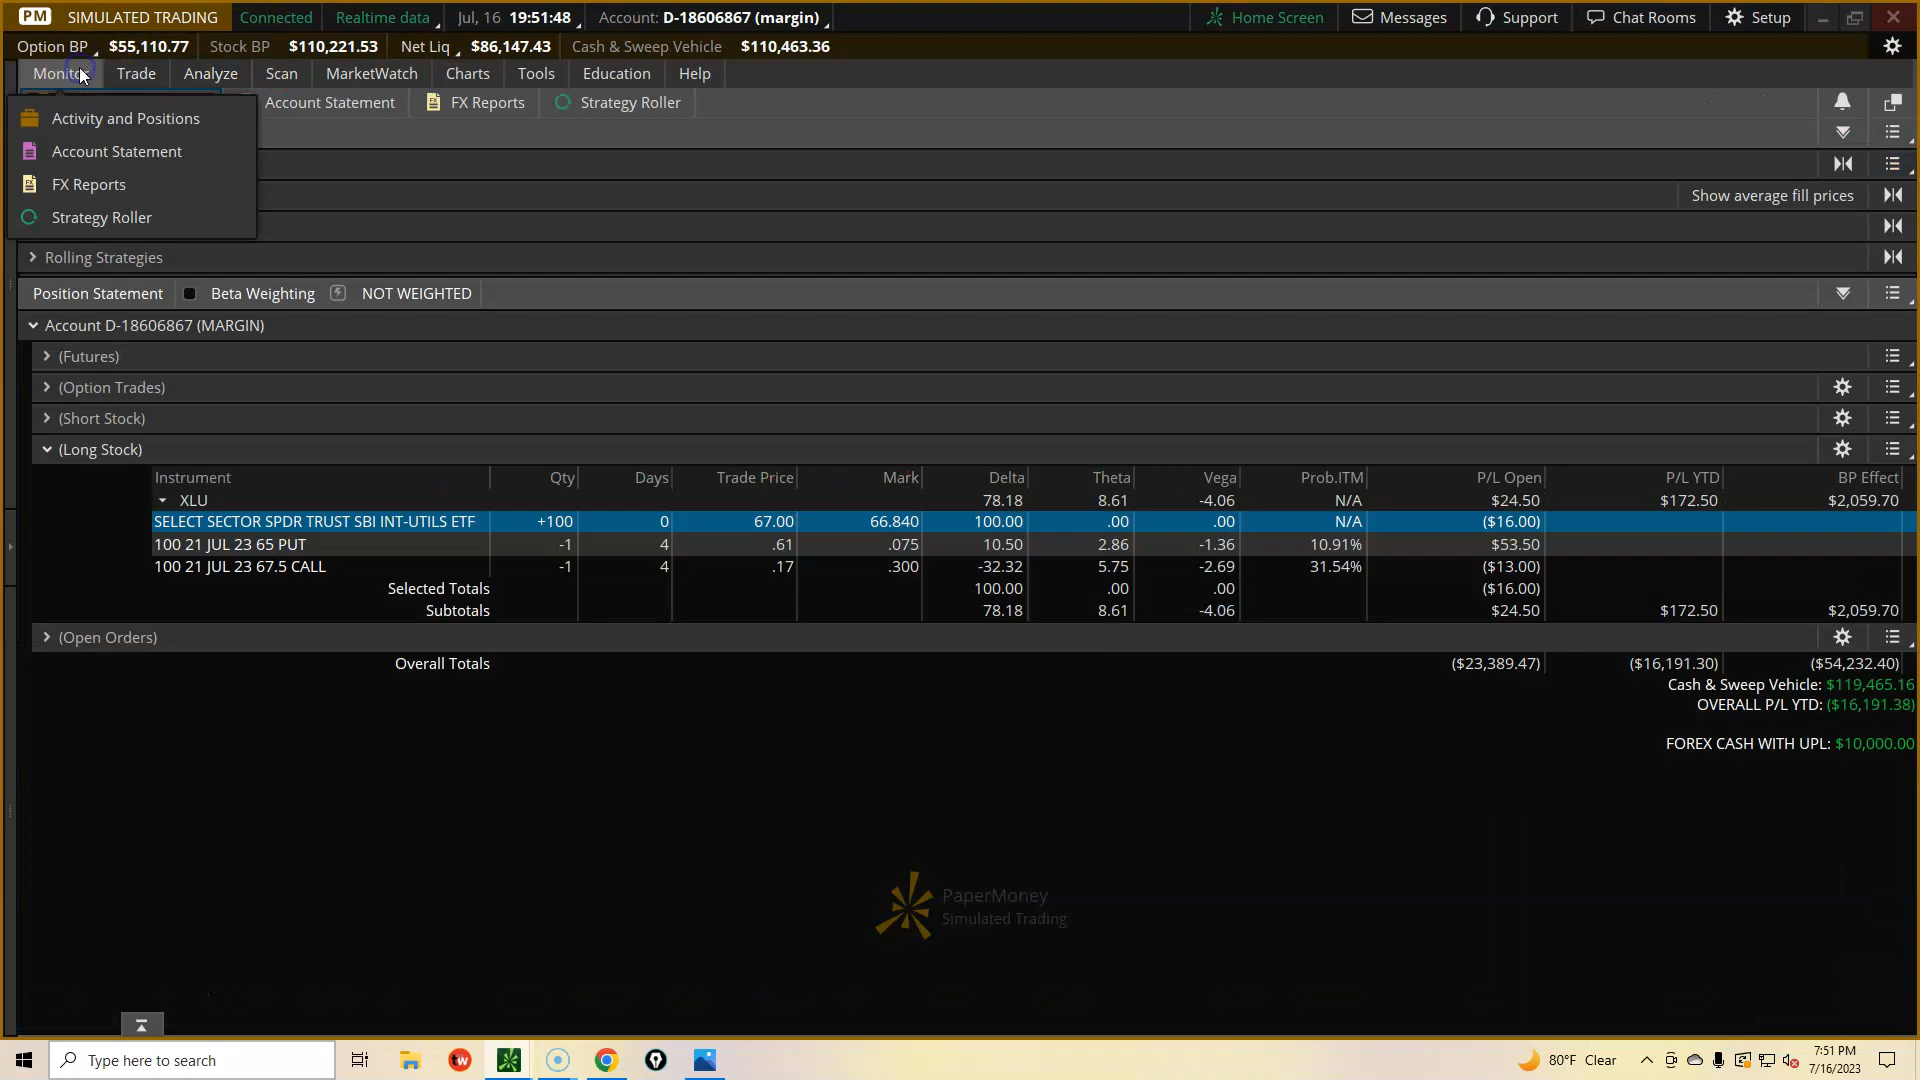 PM SIMULATED TRADING Connected Realtime data Jul, 16 19:51:48 Account: D-18606867 (margin) Home Screen Messages Support Chat Rooms Setup
Option BP $55,110.77 Stock BP $110,221.53 Net Liq $86,147.43 Cash & Sweep Vehicle $110,463.36
Monitor Trade Analyze Scan MarketWatch Charts Tools Education Help
Account Statement FX Reports Strategy Roller
Activity and Positions
Account Statement
FX Reports
Strategy Roller
Show average fill prices
Rolling Strategies
Position Statement Beta Weighting NOT WEIGHTED
Account D-18606867 (MARGIN)
(Futures)
(Option Trades)
(Short Stock)
(Long Stock)
Instrument Qty Days Trade Price Mark Delta Theta Vega Prob.ITM P/L Open P/L YTD BP Effect
XLU 78.18 8.61 -4.06 N/A $24.50 $172.50 $2,059.70
SELECT SECTOR SPDR TRUST SBI INT-UTILS ETF +100 0 67.00 66.840 100.00 .00 .00 N/A ($16.00)
100 21 JUL 23 65 PUT -1 4 .61 .075 10.50 2.86 -1.36 10.91% $53.50
100 21 JUL 23 67.5 CALL -1 4 .17 .300 -32.32 5.75 -2.69 31.54% ($13.00)
Selected Totals 100.00 .00 .00 ($16.00)
Subtotals 78.18 8.61 -4.06 $24.50 $172.50 $2,059.70
(Open Orders)
Overall Totals ($23,389.47) ($16,191.30) ($54,232.40)
Cash & Sweep Vehicle: $119,465.16
OVERALL P/L YTD: ($16,191.38)
FOREX CASH WITH UPL: $10,000.00
PaperMoney
Simulated Trading
Type here to search tw 80°F Clear 7:51 PM
7/16/2023